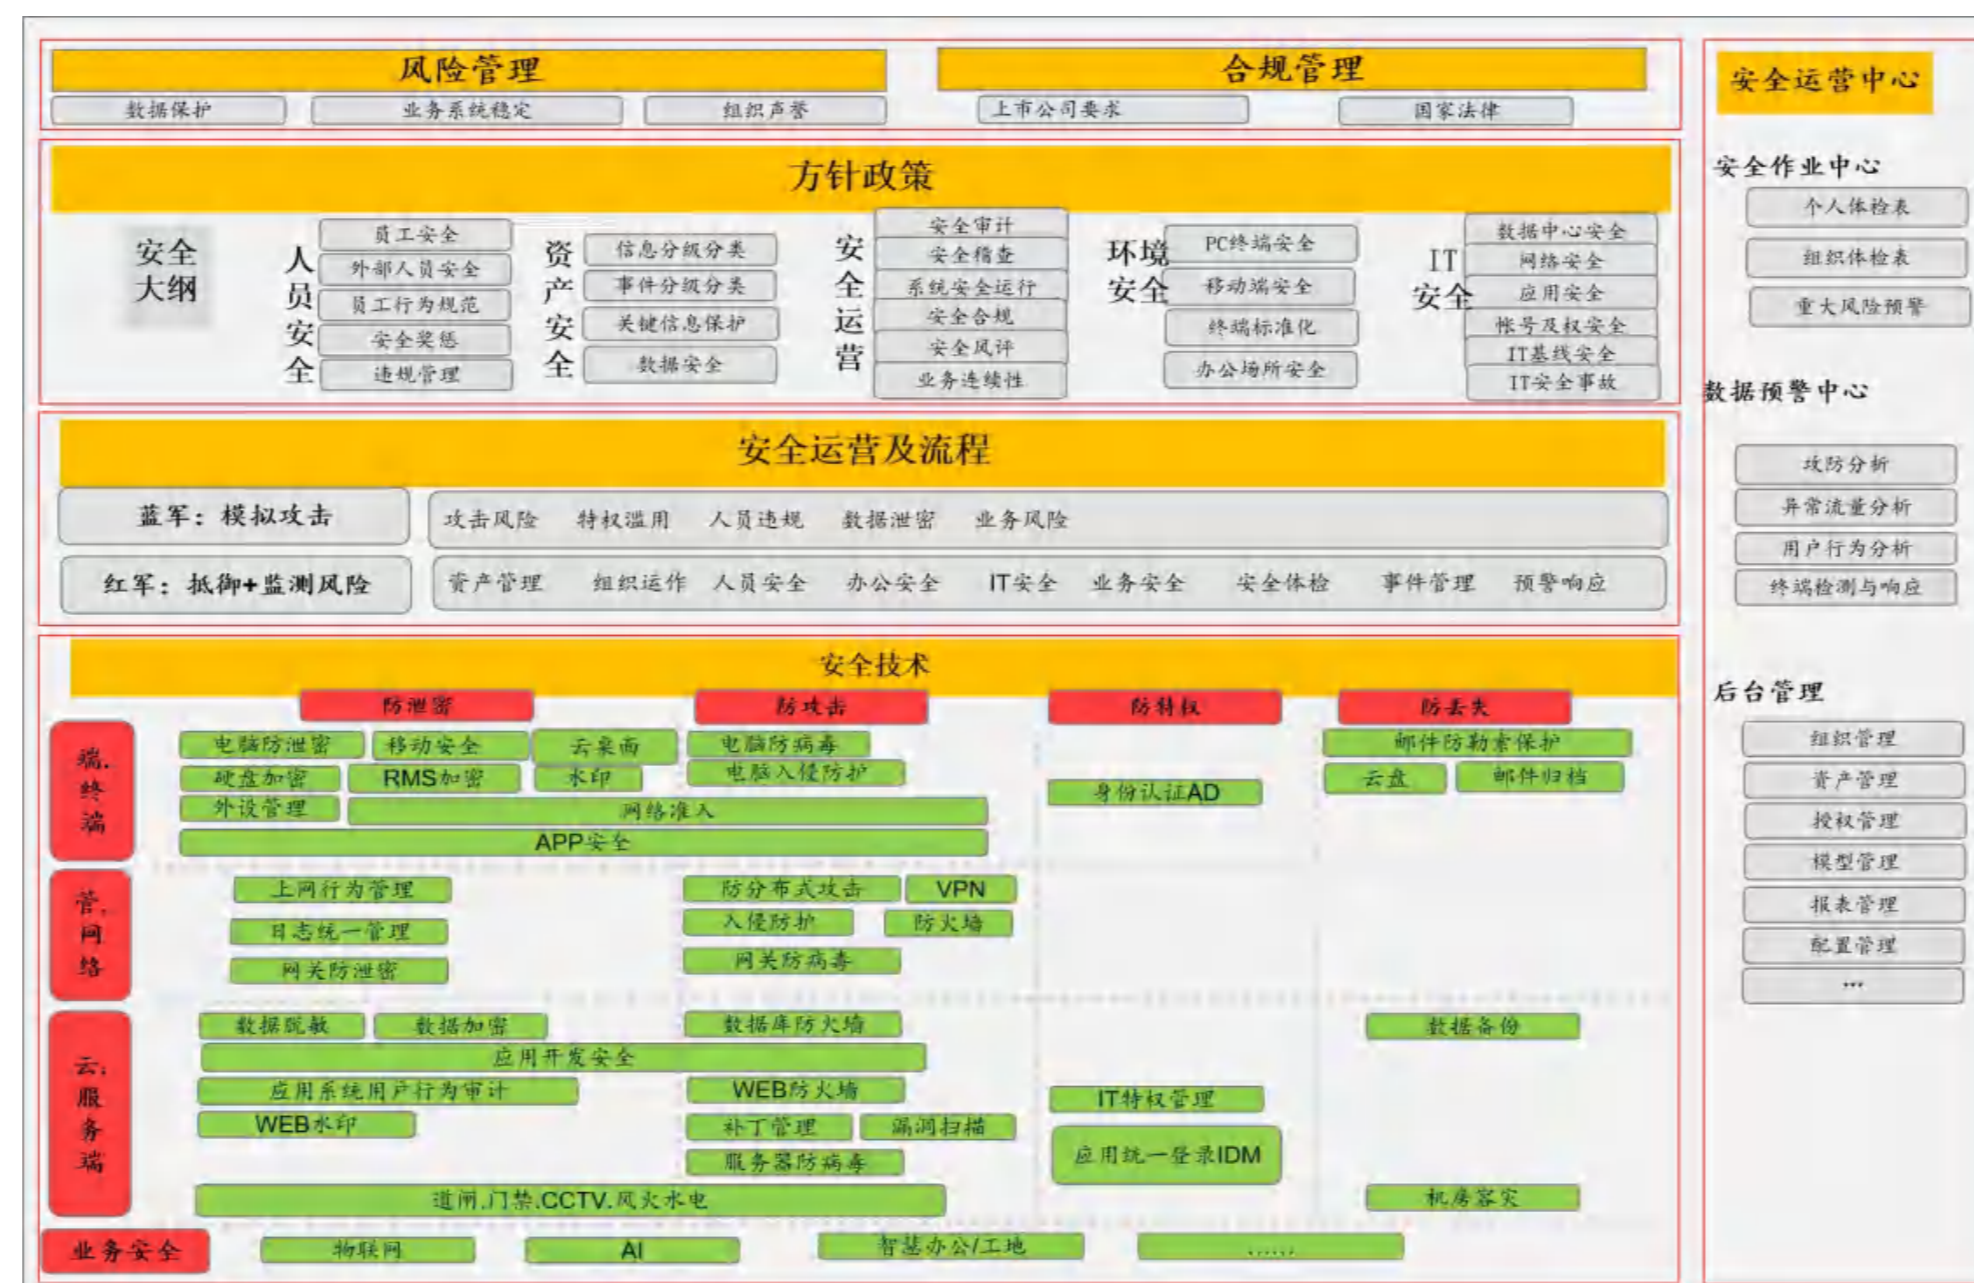 风险管理
数据保护 业务系统稳定 组织声誉
合规管理
上市公司要求 国家法律
方针政策
安全
大纲
人员安全
员工安全
外部人员安全
员工行为规范
安全奖惩
违规管理
资产安全
信息分级分类
事件分级分类
关键信息保护
数据安全
安全运营
安全审计
安全稽查
系统安全运行
安全合规
安全风评
业务连续性
环境
安全
PC终端安全
移动端安全
终端标准化
办公场所安全
IT
安全
数据中心安全
网络安全
应用安全
帐号及权安全
IT基线安全
IT安全事故
安全运营及流程
蓝军：模拟攻击
攻击风险 特权滥用 人员违规 数据泄密 业务风险
红军：抵御+监测风险
资产管理 组织运作 人员安全 办公安全 IT安全 业务安全 安全体检 事件管理 预警响应
安全技术
防泄密 防攻击 防特权 防丢失
端.终端
电脑防泄密 移动安全 云桌面 电脑防病毒 邮件防勒索保护
硬盘加密 RMS加密 水印 电脑入侵防护 身份认证AD 云盘 邮件归档
外设管理 网络准入
APP安全
管.网络
上网行为管理 防分布式攻击 VPN
日志统一管理 入侵防护 防火墙
网关防泄密 网关防病毒
云.服务端
数据脱敏 数据加密 数据库防火墙 数据备份
应用开发安全
应用系统用户行为审计 WEB防火墙 IT特权管理
WEB水印 补丁管理 漏洞扫描 应用统一登录IDM
服务器防病毒
道闸.门禁.CCTV.风火水电 机房容灾
业务安全 物联网 AI 智慧办公/工地 ......
安全运营中心
安全作业中心
个人体检表
组织体检表
重大风险预警
数据预警中心
攻防分析
异常流量分析
用户行为分析
终端检测与响应
后台管理
组织管理
资产管理
授权管理
模型管理
报表管理
配置管理
...